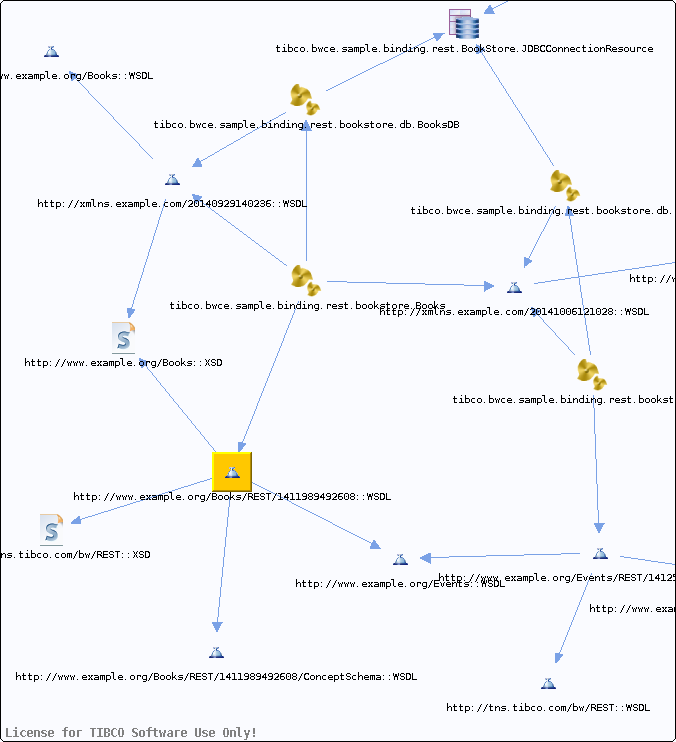 tibco.bwce.sample.binding.rest.BookStore.JDBCConnectionResource
ww.example.org/Books::WSDL
tibco.bwce.sample.binding.rest.bookstore.db.BooksDB
http://xmlns.example.com/20140929140236::WSDL
tibco.bwce.sample.binding.rest.bookstore.db.
http://w
tibco.bwce.sample.binding.rest.bookstore.Books
http://xmlns.example.com/20141006121028::WSDL
http://www.example.org/Books::XSD
tibco.bwce.sample.binding.rest.bookst
http://www.example.org/Books/REST/1411989492608::WSDL
ns.tibco.com/bw/REST::XSD
http://www.example.org/Events::WSDL
http://www.example.org/Events/REST/14125
http://www.exam
http://www.example.org/Books/REST/1411989492608/ConceptSchema::WSDL
http://tns.tibco.com/bw/REST::WSDL
License for TIBCO Software Use Only!